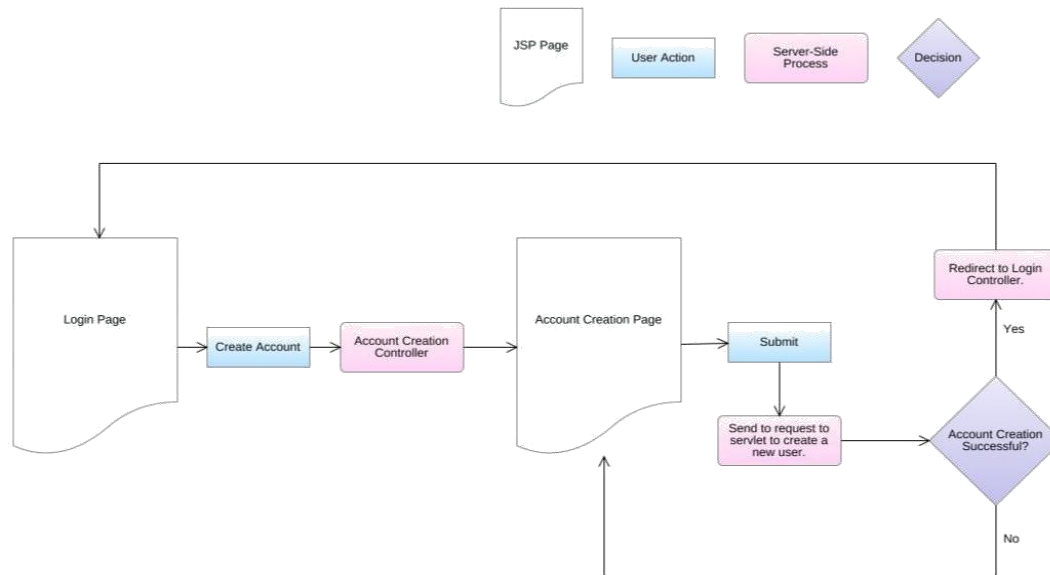 JSP Page
User Action
Server-Side
Process
Decision
Login Page
Create Account
Account Creation
Controller
Account Creation Page
Submit
Send to request to
servlet to create a
new user.
Redirect to Login
Controller.
Yes
Account Creation
Successful?
No